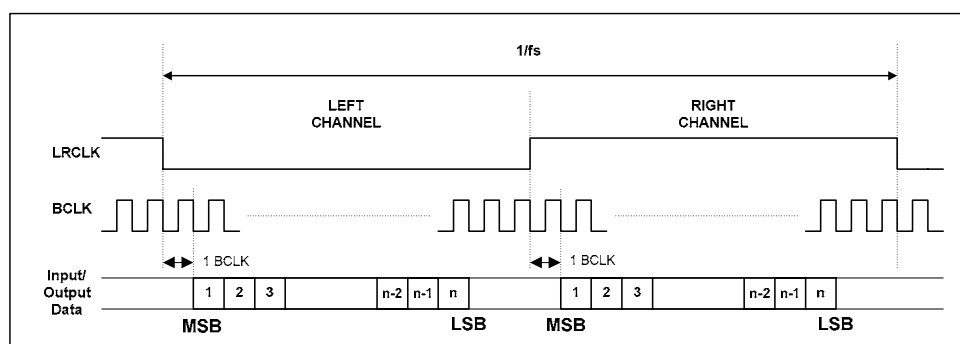 1/fs
LEFT
CHANNEL
RIGHT
CHANNEL
LRCLK
BCLK
1 BCLK
1 BCLK
Input/
Output
Data
1 2 3 n-2 n-1 n 1 2 3 n-2 n-1 n
MSB LSB MSB LSB